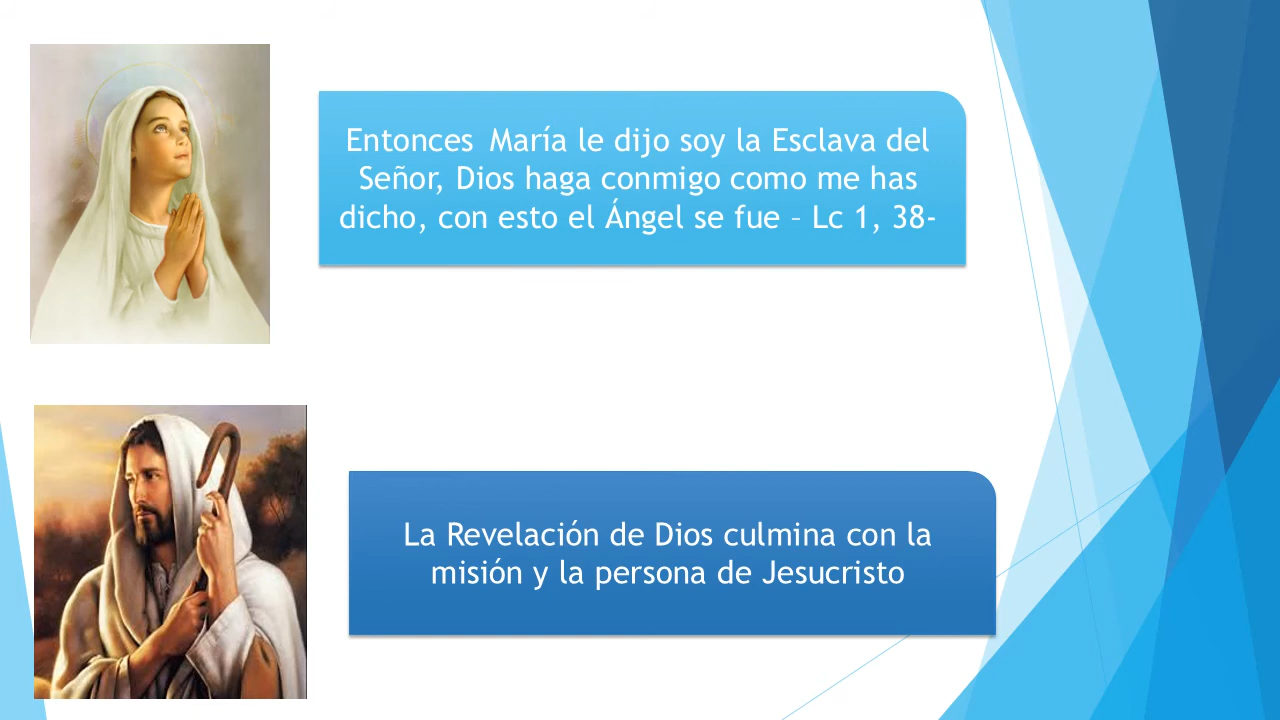 Entonces María le dijo soy la Esclava del
Señor, Dios haga conmigo como me has
dicho, con esto el Ángel se fue – Lc 1, 38-
La Revelación de Dios culmina con la
misión y la persona de Jesucristo